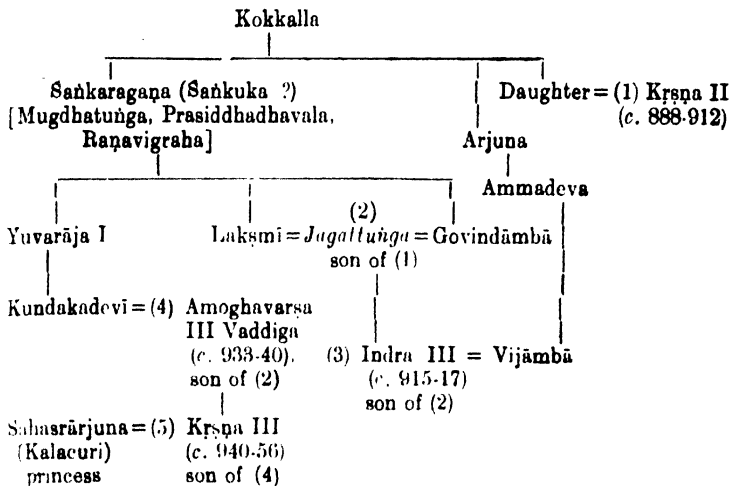 Kokkalla
Saṅkaragaṇa (Saṅkuka ?) Daughter = (1) Kṛṣṇa II
[Mugdhatuṅga, Prasiddhadhavala, (c. 888-912)
Raṇavigraha] Arjuna
Ammadeva
(2)
Yuvarāja I Lakṣmī = Jagattuṅga = Govindāmbā
son of (1)
Kundakadevī = (4) Amoghavarṣa
III Vaddiga
(c. 933-40), (3) Indra III = Vijāmbā
son of (2) (c. 915-17)
son of (2)
Sahasrārjuna = (5) Kṛṣṇa III
(Kalacuri) (c. 940-56)
princess son of (4)